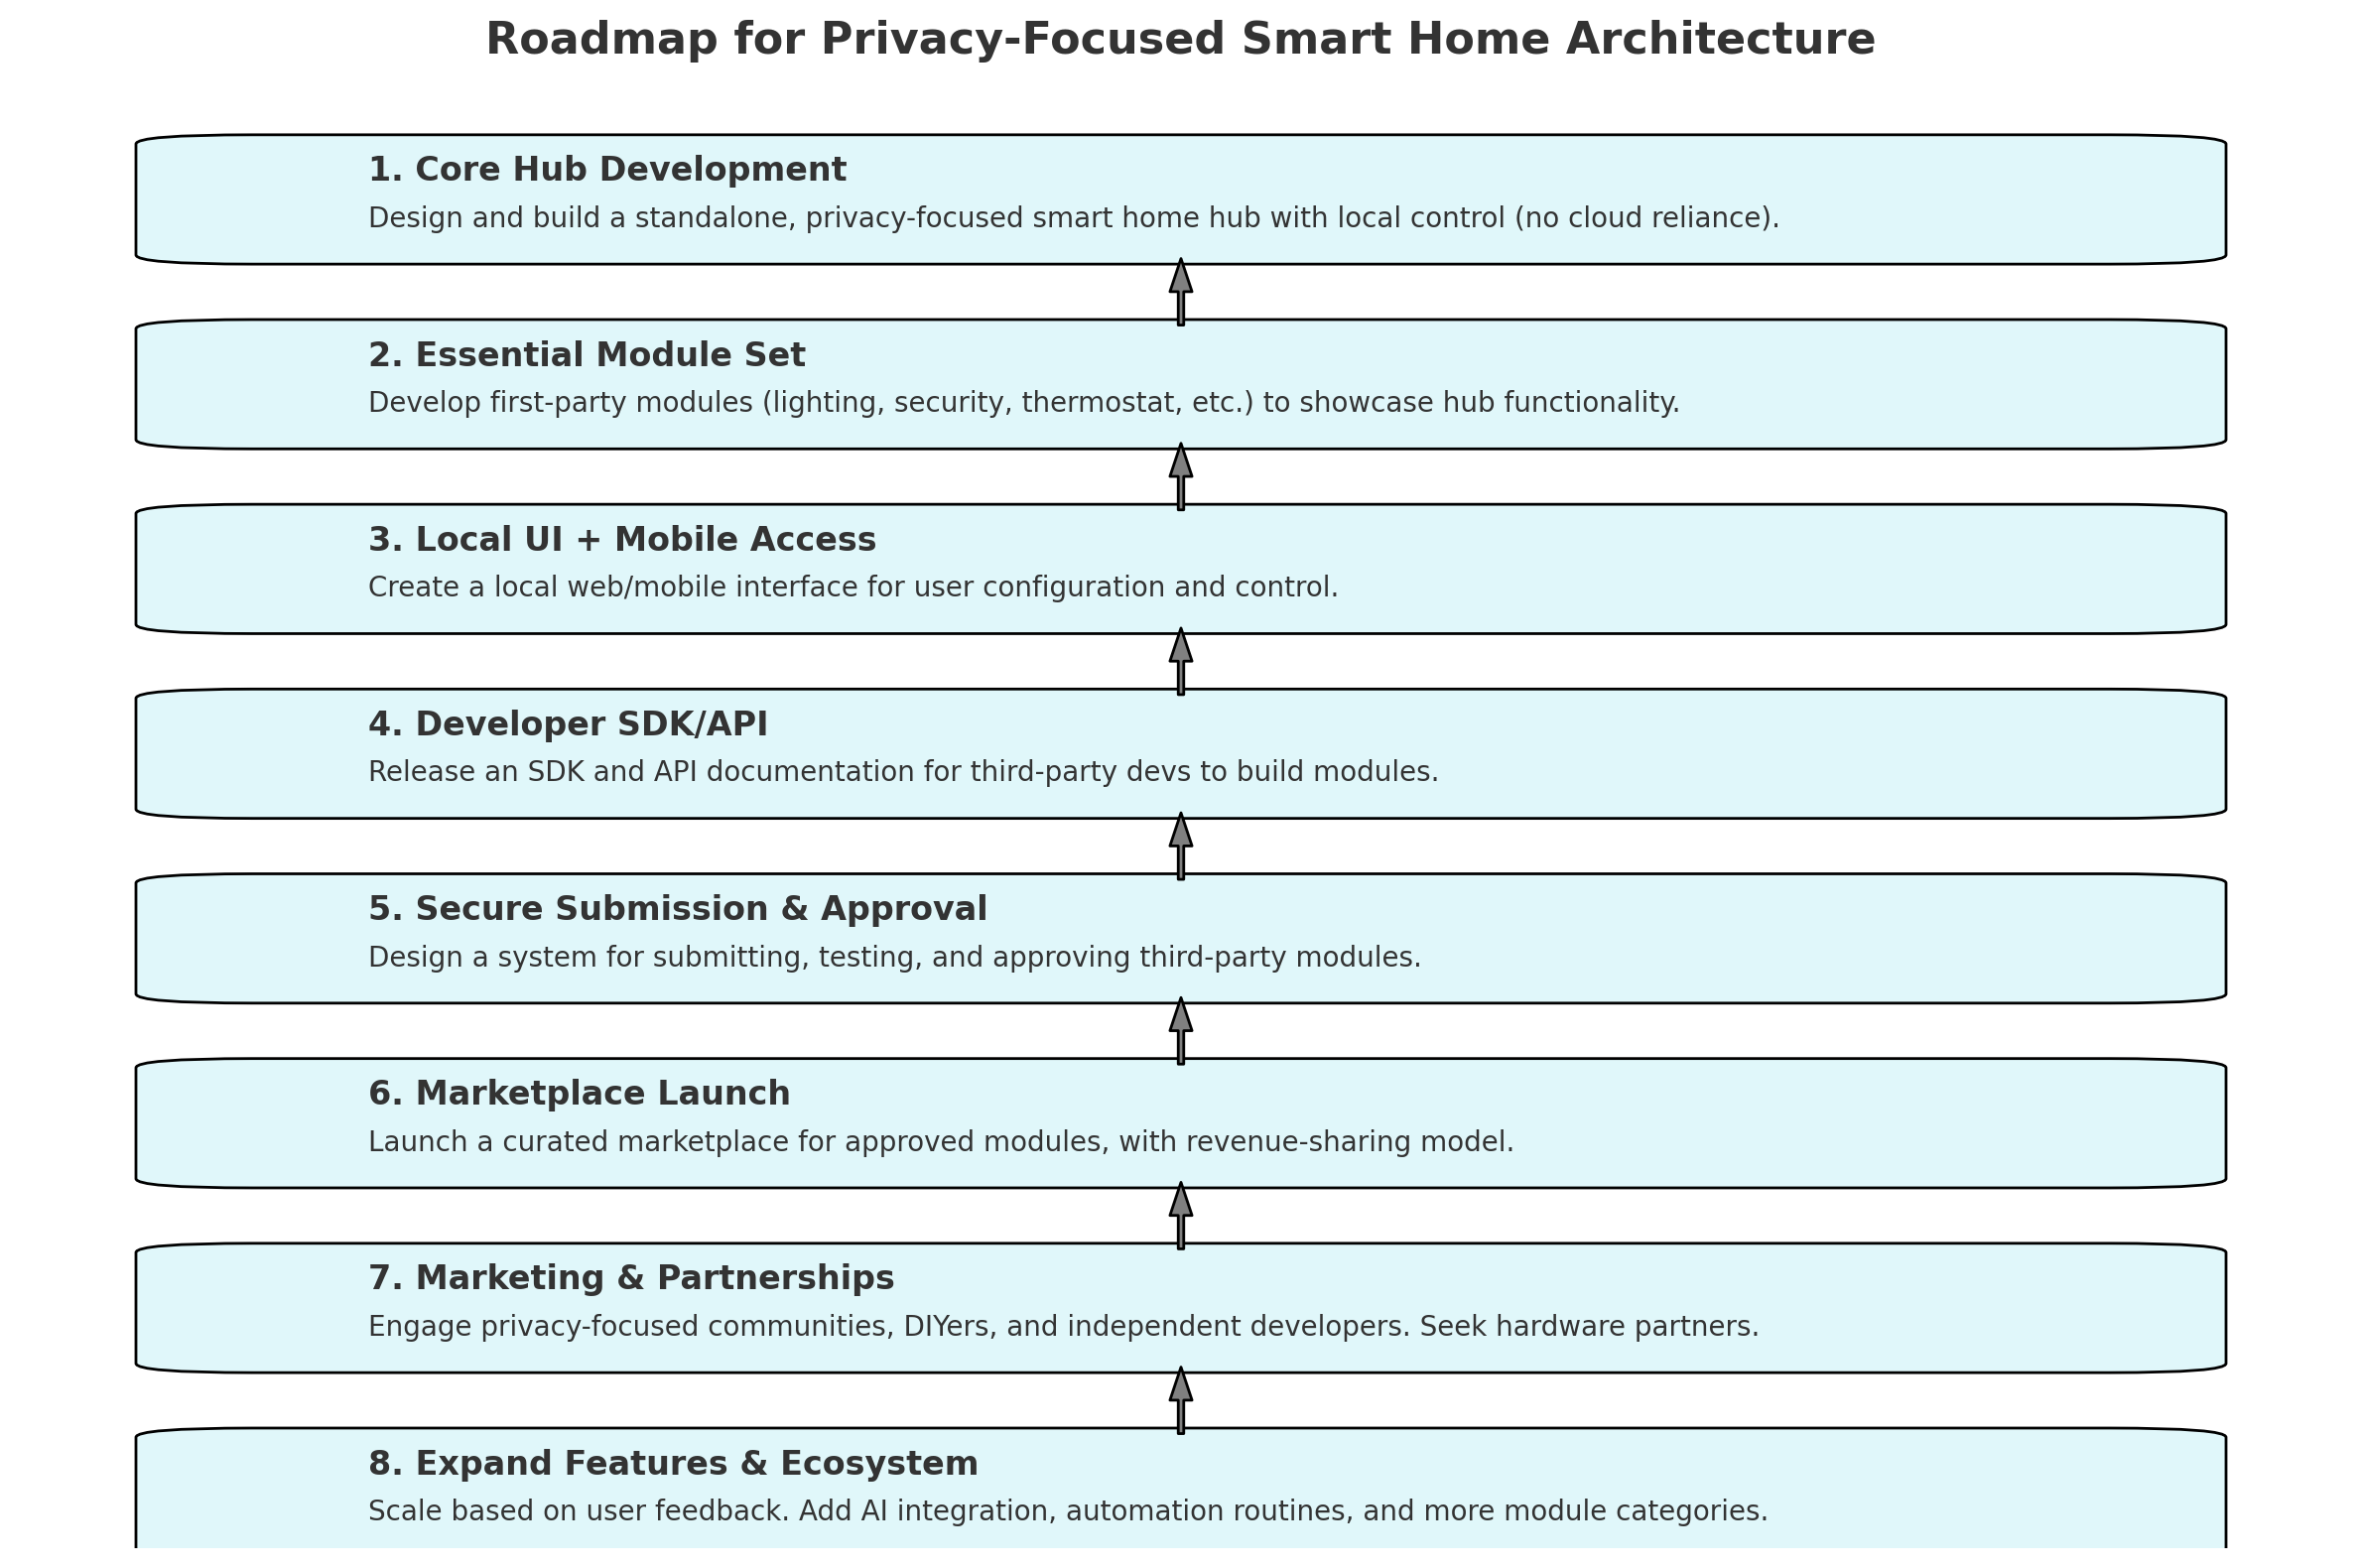 Roadmap for Privacy-Focused Smart Home Architecture
1. Core Hub Development
Design and build a standalone, privacy-focused smart home hub with local control (no cloud reliance).
2. Essential Module Set
Develop first-party modules (lighting, security, thermostat, etc.) to showcase hub functionality.
3. Local UI + Mobile Access
Create a local web/mobile interface for user configuration and control.
4. Developer SDK/API
Release an SDK and API documentation for third-party devs to build modules.
5. Secure Submission & Approval
Design a system for submitting, testing, and approving third-party modules.
6. Marketplace Launch
Launch a curated marketplace for approved modules, with revenue-sharing model.
7. Marketing & Partnerships
Engage privacy-focused communities, DIYers, and independent developers. Seek hardware partners.
8. Expand Features & Ecosystem
Scale based on user feedback. Add AI integration, automation routines, and more module categories.